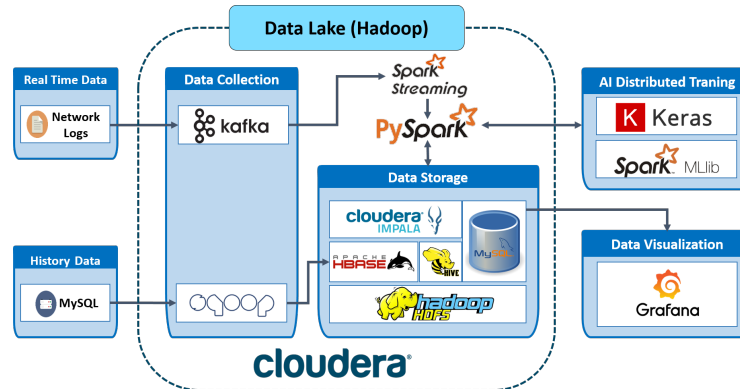 Data Lake (Hadoop)
Real Time Data
Network
Logs
History Data
MySQL
Data Collection
kafka
sqoop
Spark
Streaming
PySpark
Data Storage
cloudera
IMPALA
MySQL
APACHE
HBASE
HIVE
hadoop
HDFS
cloudera
AI Distributed Traning
K Keras
Spark MLlib
Data Visualization
Grafana